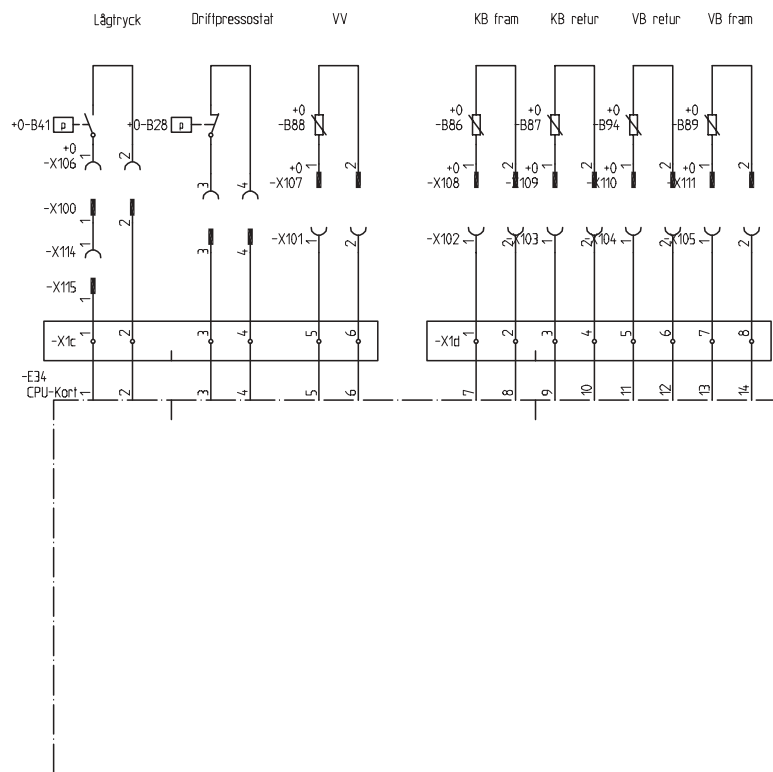 Lågtryck Driftpressostat VV KB fram KB retur VB retur VB fram
+0 +0 +0 +0 +0
+0-B41 p +0-B28 p -B88 -B86 -B87 -B94 -B89
+0 1 2 +0 1 2 +0 1 2 +0 1 2 +0 1 2 +0 1 2
-X106 3 4 -X107 -X108 -X109 -X110 -X111
-X100 1 2
-X114 1 3 4 -X101 1 2 -X102 1 2 -X103 1 2 -X104 1 2 -X105 1 2
-X115 1
-X1c 1 2 3 4 5 6 -X1d 1 2 3 4 5 6 7 8
-E34
CPU-Kort 1 2 3 4 5 6 7 8 9 10 11 12 13 14